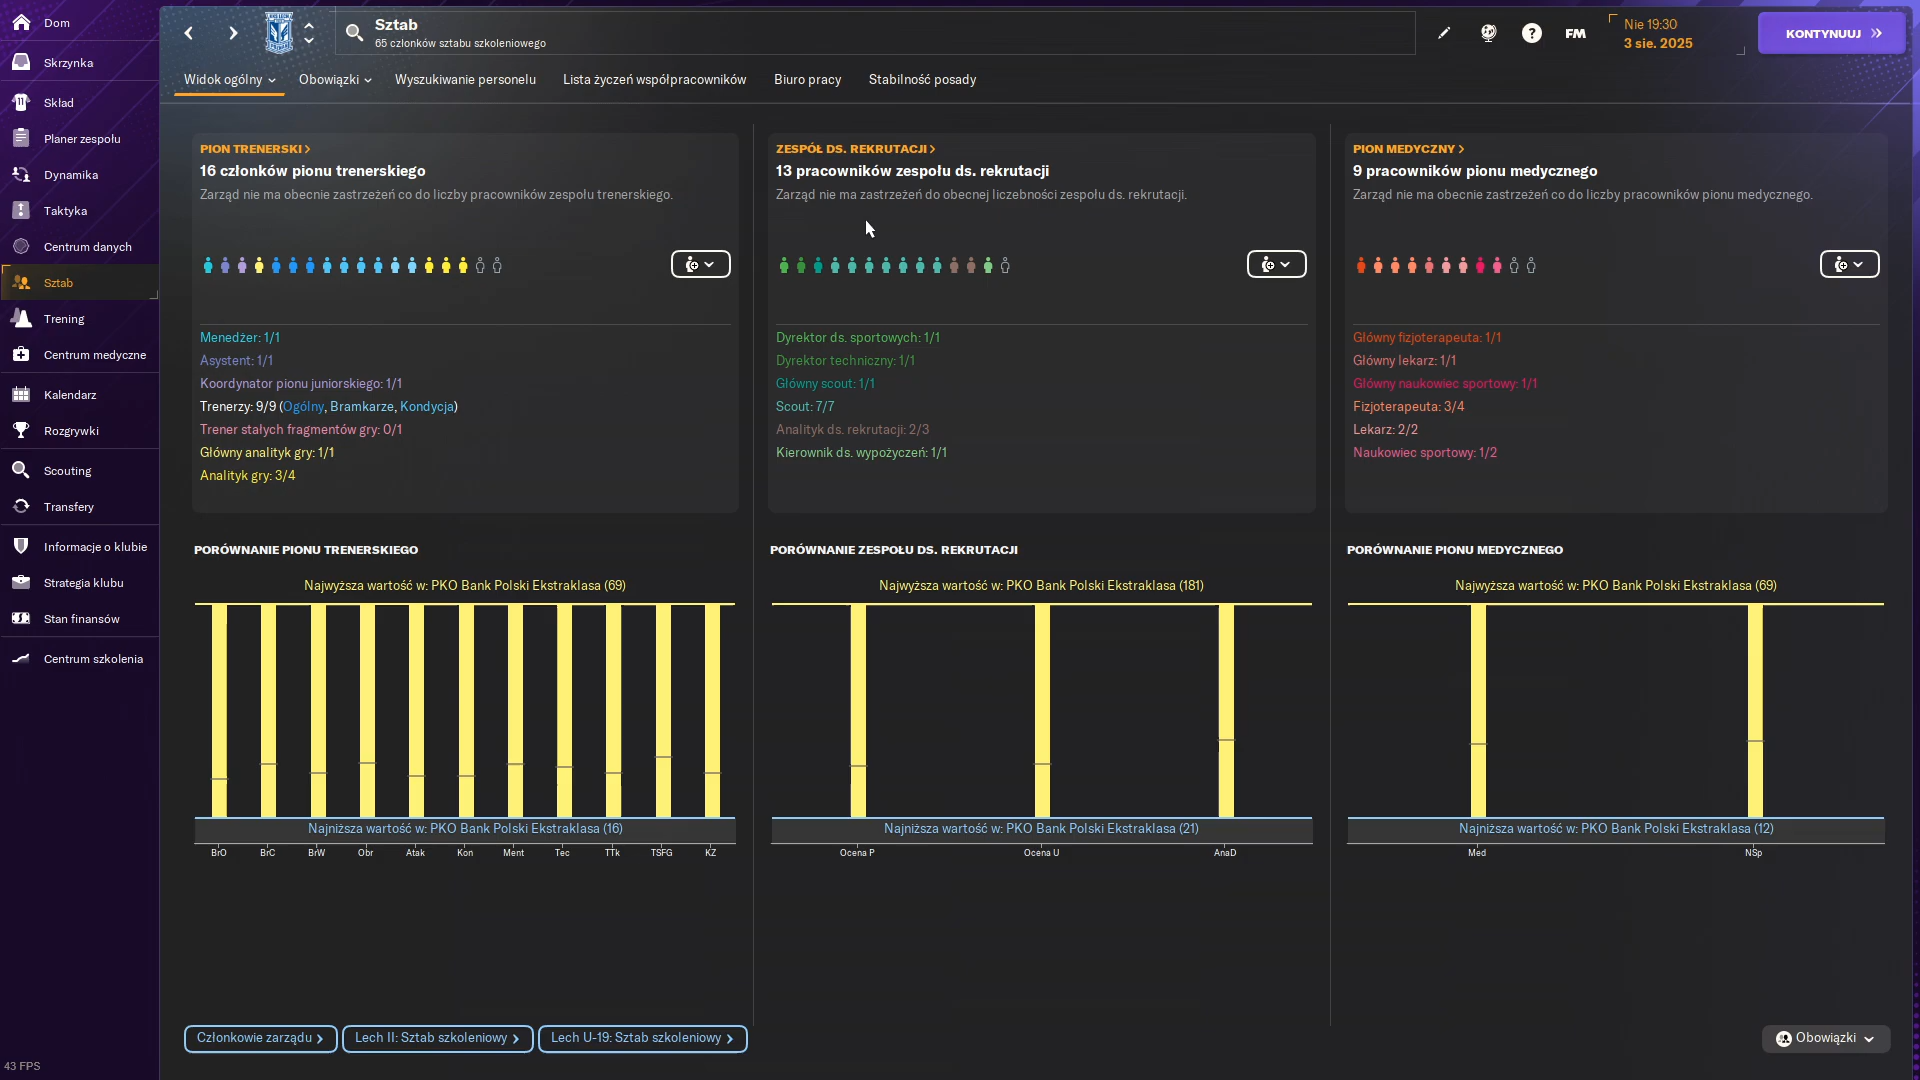 Dom
Skrzynka
Skład
Planer zespołu
Dynamika
Taktyka
Centrum danych
Sztab
Trening
Centrum medyczne
Kalendarz
Rozgrywki
Scouting
Transfery
Informacje o klubie
Strategia klubu
Stan finansów
Centrum szkolenia
43 FPS
Sztab
65 członków sztabu szkoleniowego
FM
Nie 19:30
3 sie. 2025
KONTYNUUJ
Widok ogólny
Obowiązki
Wyszukiwanie personelu
Lista życzeń współpracowników
Biuro pracy
Stabilność posady
PION TRENERSKI
16 członków pionu trenerskiego
Zarząd nie ma obecnie zastrzeżeń co do liczby pracowników zespołu trenerskiego.
Menedżer: 1/1
Asystent: 1/1
Koordynator pionu juniorskiego: 1/1
Trenerzy: 9/9 (Ogólny, Bramkarze, Kondycja)
Trener stałych fragmentów gry: 0/1
Główny analityk gry: 1/1
Analityk gry: 3/4
ZESPÓŁ DS. REKRUTACJI
13 pracowników zespołu ds. rekrutacji
Zarząd nie ma zastrzeżeń do obecnej liczebności zespołu ds. rekrutacji.
Dyrektor ds. sportowych: 1/1
Dyrektor techniczny: 1/1
Główny scout: 1/1
Scout: 7/7
Analityk ds. rekrutacji: 2/3
Kierownik ds. wypożyczeń: 1/1
PION MEDYCZNY
9 pracowników pionu medycznego
Zarząd nie ma obecnie zastrzeżeń co do liczby pracowników pionu medycznego.
Główny fizjoterapeuta: 1/1
Główny lekarz: 1/1
Główny naukowiec sportowy: 1/1
Fizjoterapeuta: 3/4
Lekarz: 2/2
Naukowiec sportowy: 1/2
PORÓWNANIE PIONU TRENERSKIEGO
Najwyższa wartość w: PKO Bank Polski Ekstraklasa (69)
Najniższa wartość w: PKO Bank Polski Ekstraklasa (16)
BrO BrC BrW Obr Atak Kon Ment Tec TTk TSFG KZ
PORÓWNANIE ZESPOŁU DS. REKRUTACJI
Najwyższa wartość w: PKO Bank Polski Ekstraklasa (181)
Najniższa wartość w: PKO Bank Polski Ekstraklasa (21)
Ocena P Ocena U AnaD
PORÓWNANIE PIONU MEDYCZNEGO
Najwyższa wartość w: PKO Bank Polski Ekstraklasa (69)
Najniższa wartość w: PKO Bank Polski Ekstraklasa (12)
Med NSp
Członkowie zarządu
Lech II: Sztab szkoleniowy
Lech U-19: Sztab szkoleniowy
Obowiązki